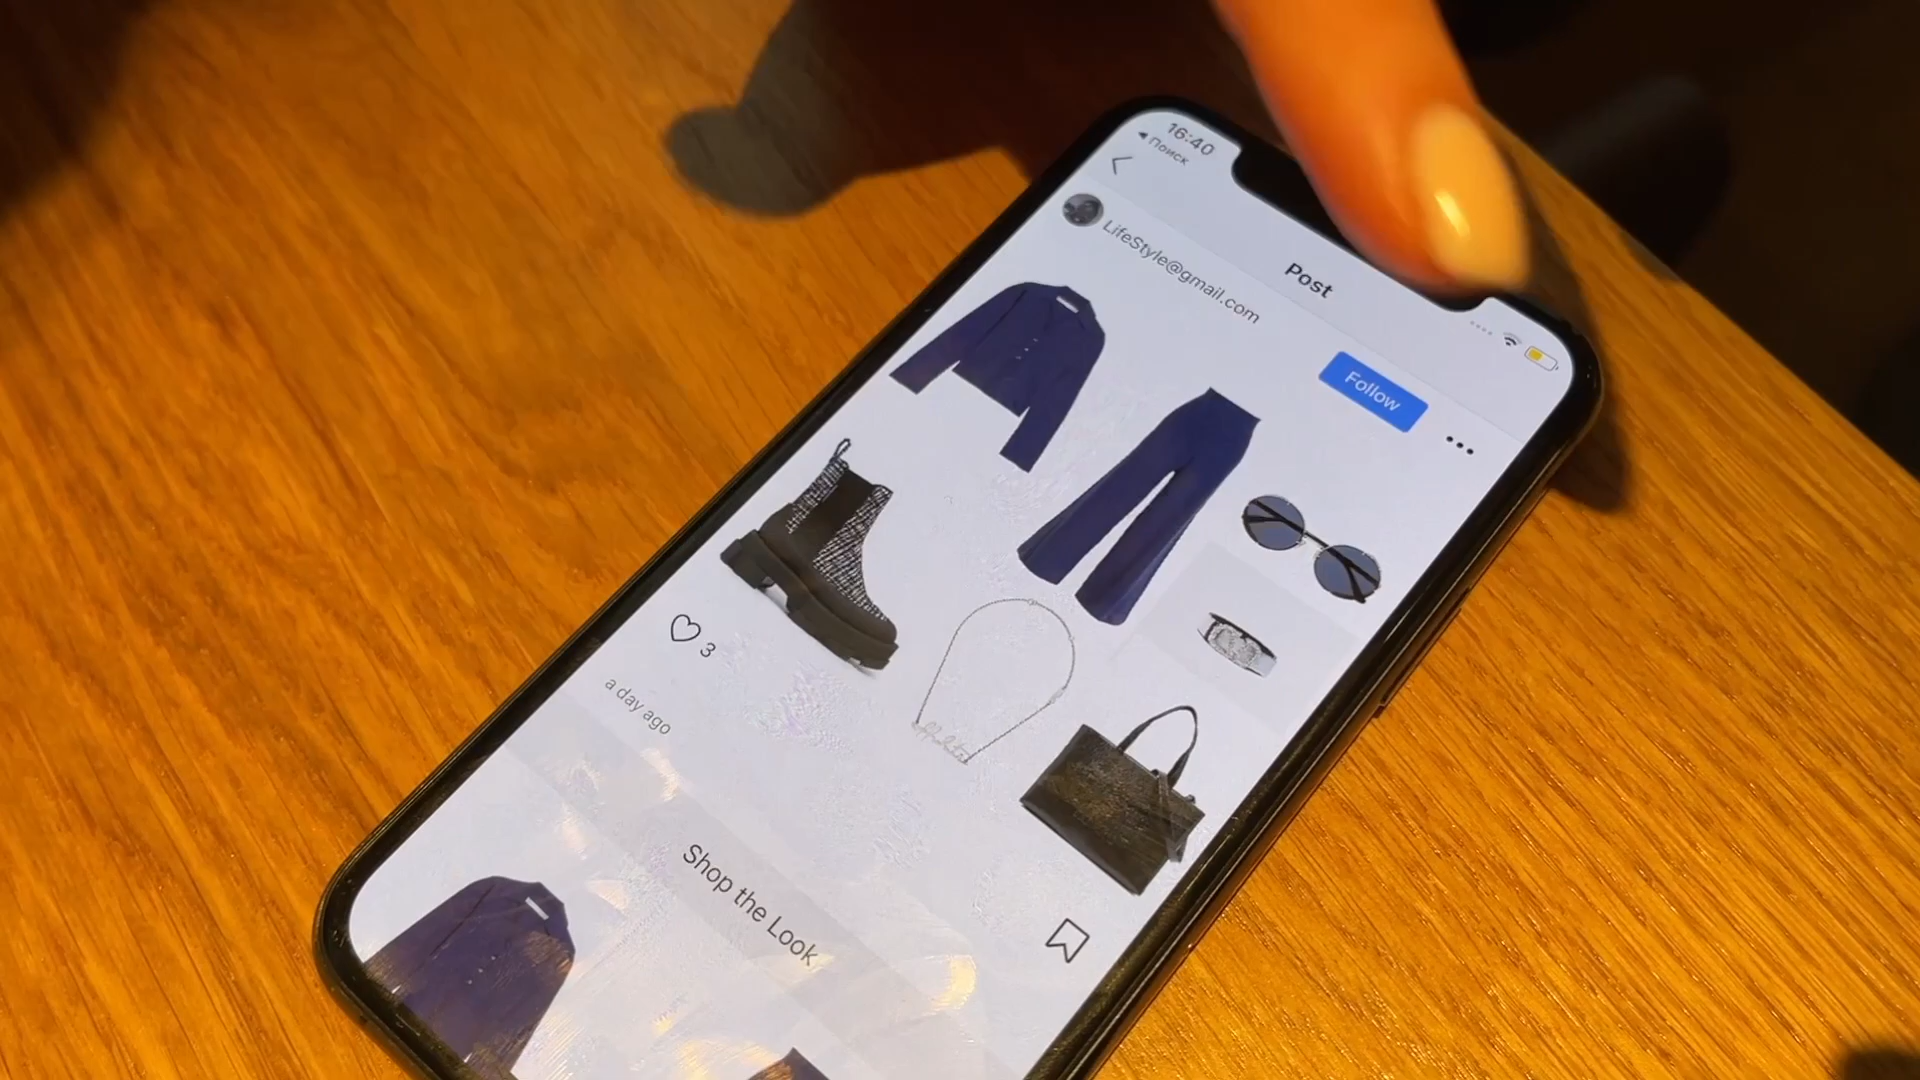 16:40
◂ Поиск
Post
LifeStyle@gmail.com
Follow
3
a day ago
Shop the Look